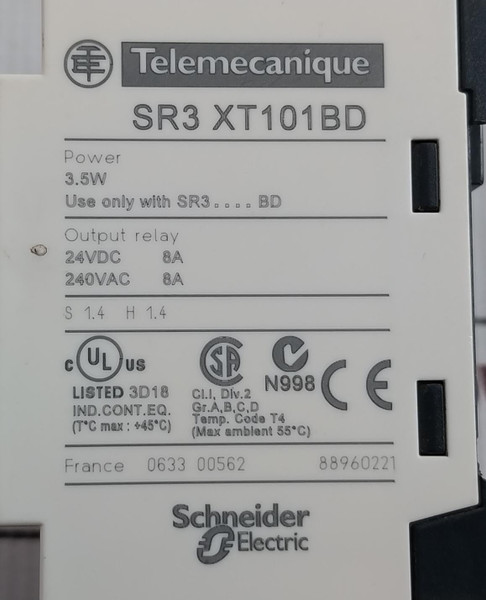 Telemecanique
SR3 XT101BD
Power
3.5W
Use only with SR3.... BD
Output relay
24VDC 8A
240VAC 8A
S 1.4 H 1.4
c UL us
LISTED 3D18
IND.CONT.EQ.
(T°C max : +45°C)
SA
Cl.I, Div.2
Gr.A,B,C,D
Temp. Code T4
(Max ambient 55°C)
N998
CE
France 0633 00562 88960221
Schneider
Electric